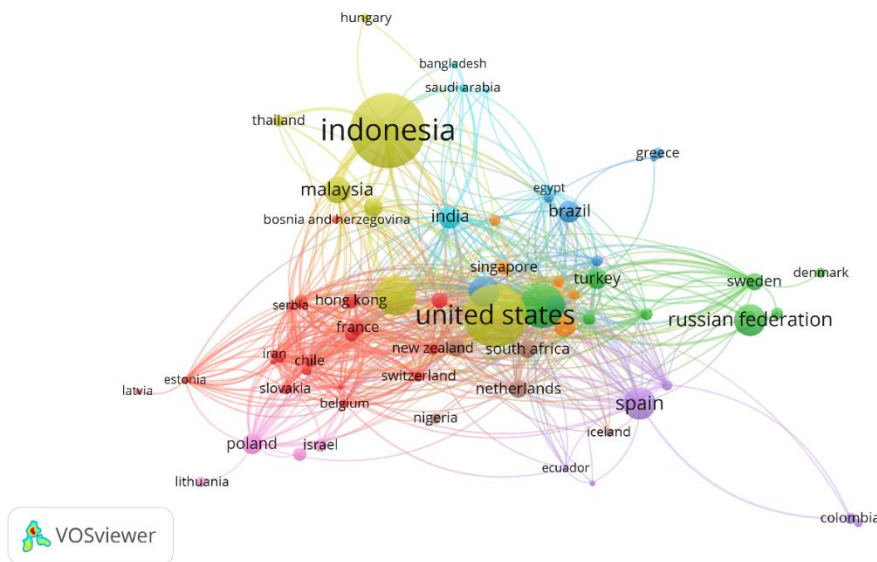 hungary
bangladesh
saudi arabia
thailand
indonesia
greece
malaysia
egypt
bosnia and herzegovina
india
brazil
singapore
turkey
sweden
denmark
serbia
hong kong
united states
russian federation
france
new zealand
south africa
iran
chile
estonia
latvia
slovakia
switzerland
netherlands
belgium
spain
nigeria
iceland
poland
israel
ecuador
lithuania
colombia
VOSviewer